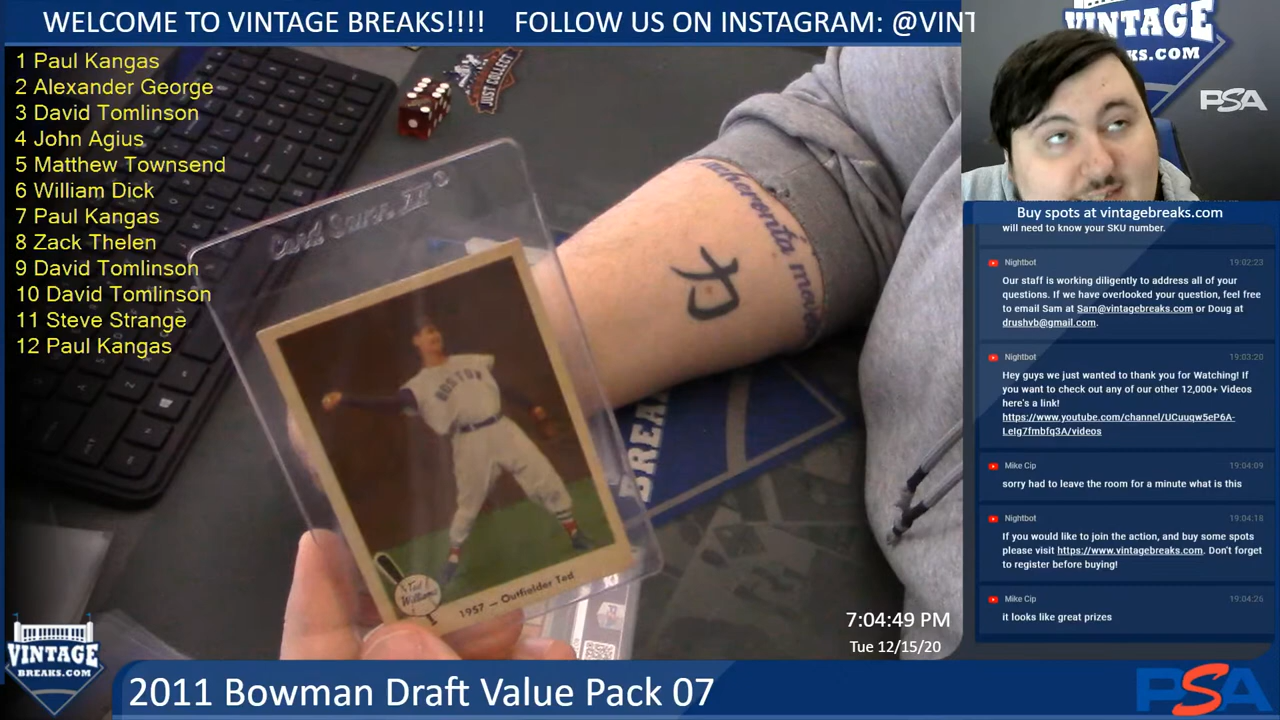 WELCOME TO VINTAGE BREAKS!!!! FOLLOW US ON INSTAGRAM: @VINT
1 Paul Kangas
2 Alexander George
3 David Tomlinson
4 John Agius
5 Matthew Townsend
6 William Dick
7 Paul Kangas
8 Zack Thelen
9 David Tomlinson
10 David Tomlinson
11 Steve Strange
12 Paul Kangas
JUST COLLECT
Card Saver II
力
BOSTON
BREAK
Ted
Williams
1957 — Outfielder Ted
7:04:49 PM
Tue 12/15/20
VINTAGE
BREAKS.COM
2011 Bowman Draft Value Pack 07
PSA
VINTAGE
KS.COM
PSA
Buy spots at vintagebreaks.com
will need to know your SKU number.
Nightbot 19:02:23
Our staff is working diligently to address all of your
questions. If we have overlooked your question, feel free
to email Sam at Sam@vintagebreaks.com or Doug at
drushvb@gmail.com.
Nightbot 19:03:20
Hey guys we just wanted to thank you for Watching! If
you want to check out any of our other 12,000+ Videos
here's a link!
https://www.youtube.com/channel/UCuuqw5eP6A-
LeIg7fmbfq3A/videos
Mike Cip 19:04:09
sorry had to leave the room for a minute what is this
Nightbot 19:04:18
If you would like to join the action, and buy some spots
please visit https://www.vintagebreaks.com. Don't forget
to register before buying!
Mike Cip 19:04:26
it looks like great prizes